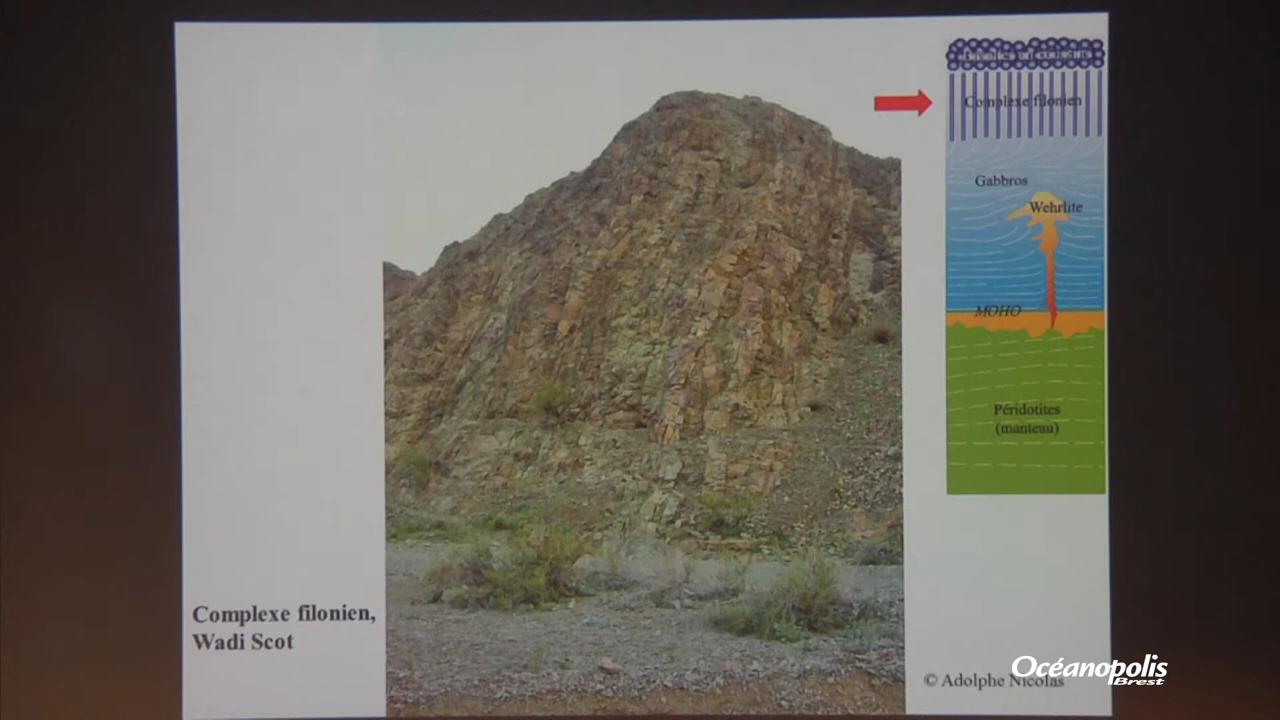 Complexe filonien
Gabbros
Wehrlite
MOHO
Péridotites
(manteau)
Complexe filonien,
Wadi Scot
© Adolphe Nicolas
Océanopolis
Brest